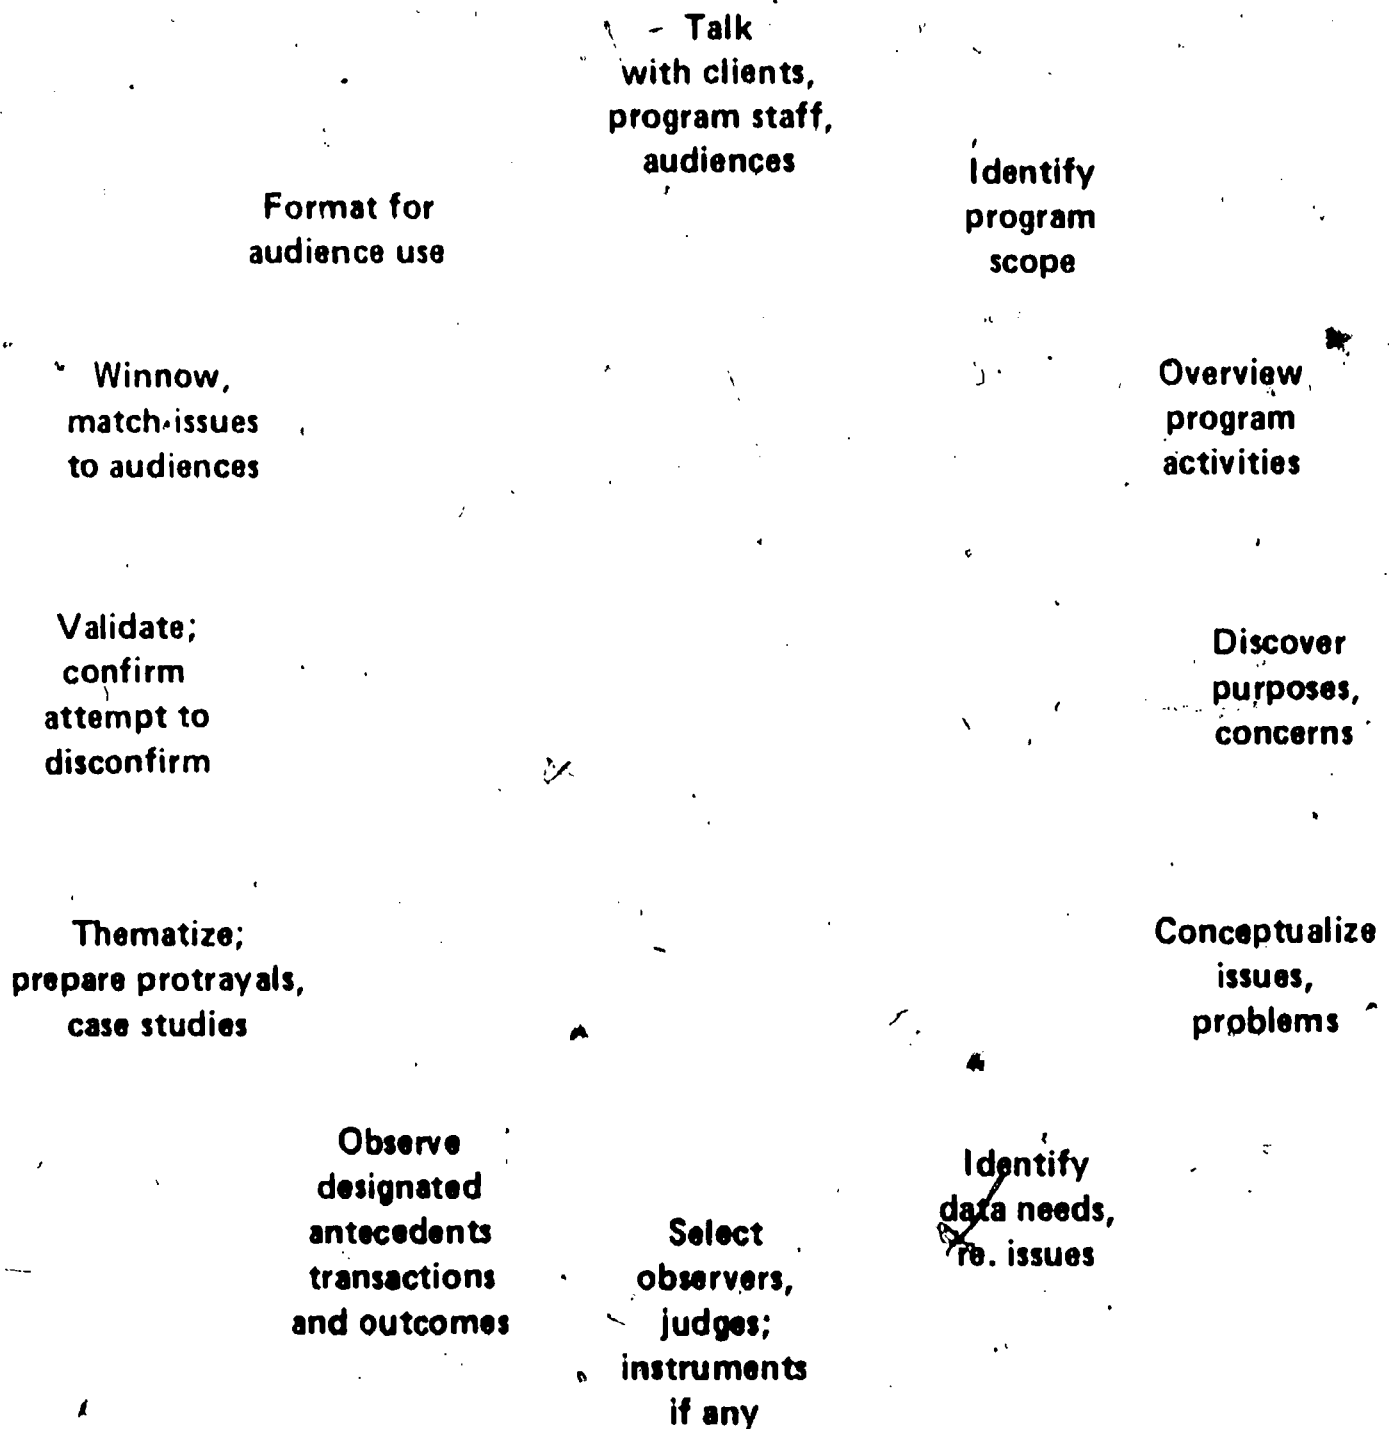 Talk
with clients,
program staff,
audiences
Identify
program
scope
Overview
program
activities
Discover
purposes,
concerns
Conceptualize
issues,
problems
Identify
data needs,
re. issues
Select
observers,
judges;
instruments
if any
Observe
designated
antecedents
transactions
and outcomes
Thematize;
prepare protrayals,
case studies
Validate;
confirm
attempt to
disconfirm
Winnow,
match issues
to audiences
Format for
audience use